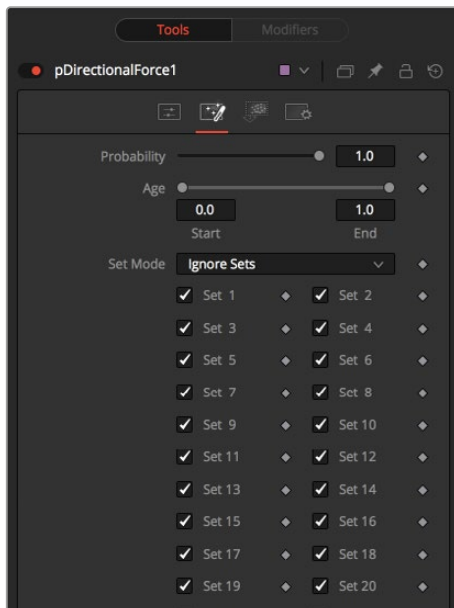 Tools Modifiers
pDirectionalForce1
Probability 1.0
Age
0.0 1.0
Start End
Set Mode Ignore Sets
Set 1 Set 2
Set 3 Set 4
Set 5 Set 6
Set 7 Set 8
Set 9 Set 10
Set 11 Set 12
Set 13 Set 14
Set 15 Set 16
Set 17 Set 18
Set 19 Set 20